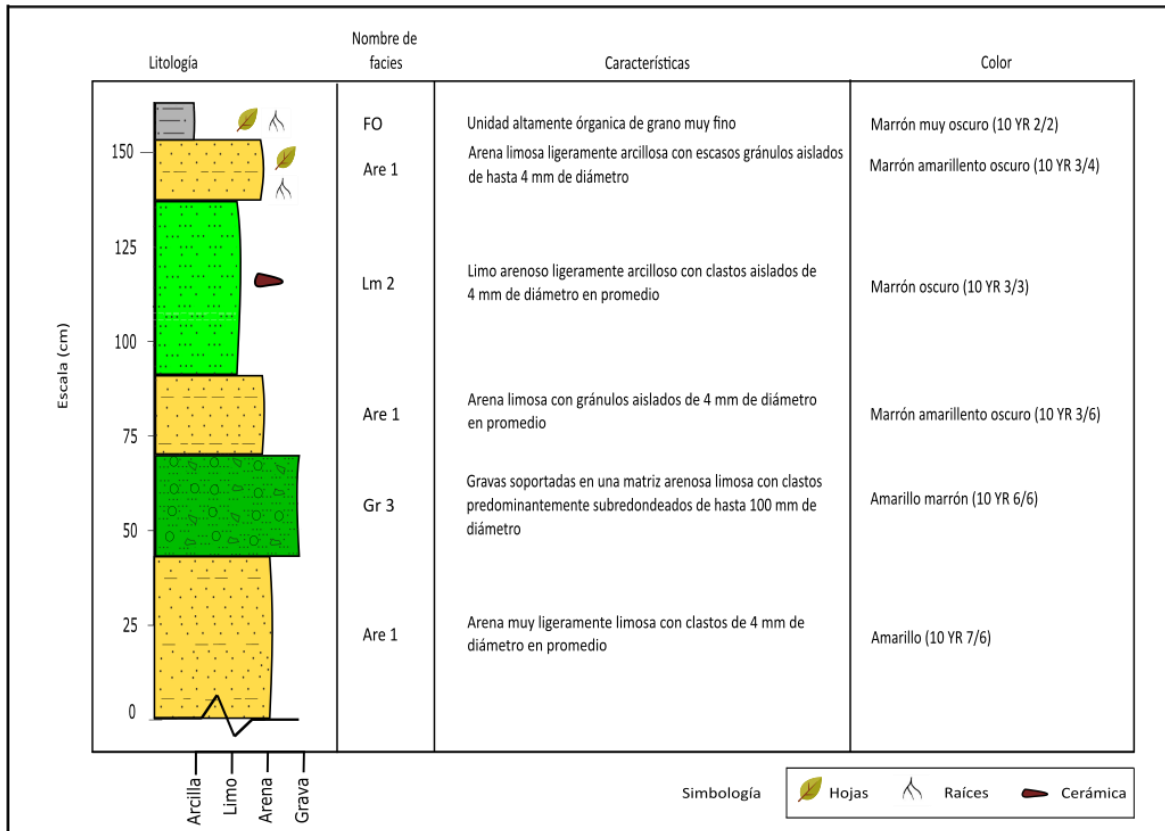 Litología
Nombre de
facies
Características
Color
FO
Unidad altamente órganica de grano muy fino
Marrón muy oscuro (10 YR 2/2)
150
Are 1
Arena limosa ligeramente arcillosa con escasos gránulos aislados
de hasta 4 mm de diámetro
Marrón amarillento oscuro (10 YR 3/4)
125
Lm 2
Limo arenoso ligeramente arcilloso con clastos aislados de
4 mm de diámetro en promedio
Marrón oscuro (10 YR 3/3)
100
Escala (cm)
Are 1
Arena limosa con gránulos aislados de 4 mm de diámetro
en promedio
Marrón amarillento oscuro (10 YR 3/6)
75
Gr 3
Gravas soportadas en una matriz arenosa limosa con clastos
predominantemente subredondeados de hasta 100 mm de
diámetro
Amarillo marrón (10 YR 6/6)
50
25
Are 1
Arena muy ligeramente limosa con clastos de 4 mm de
diámetro en promedio
Amarillo (10 YR 7/6)
0
Arcilla
Limo
Arena
Grava
Simbología
Hojas
Raíces
Cerámica